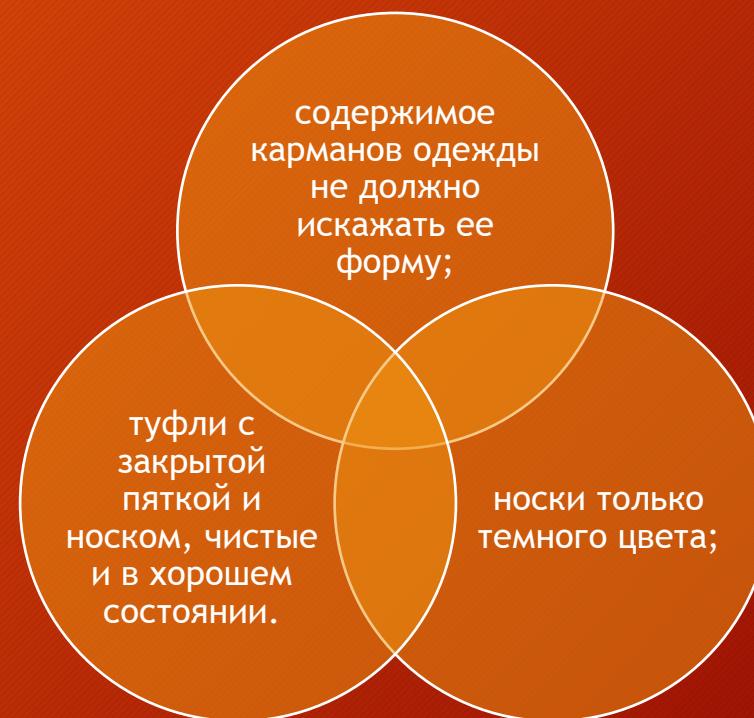 содержимое
карманов одежды
не должно
искажать ее
форму;
туфли с
закрытой
пяткой и
носком, чистые
и в хорошем
состоянии.
носки только
темного цвета;